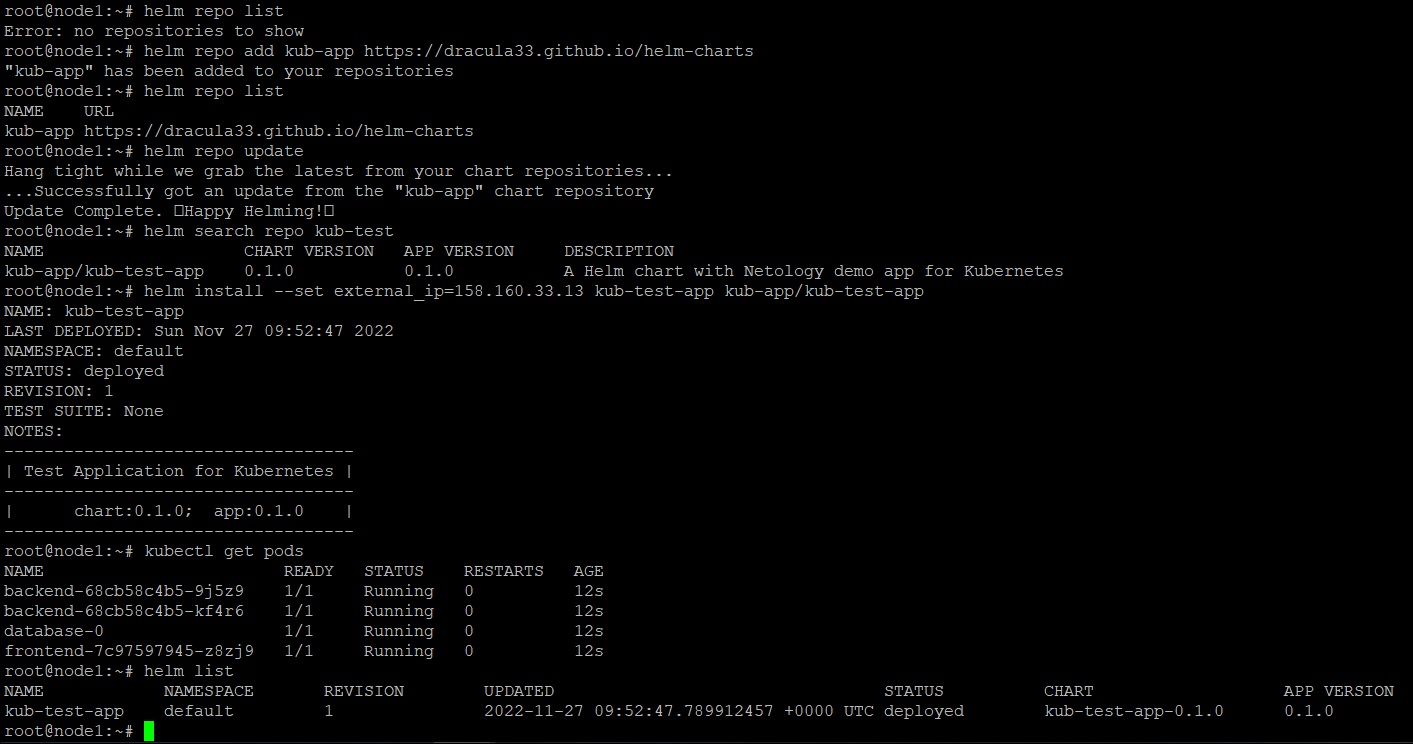 root@node1:~# helm repo list
Error: no repositories to show
root@node1:~# helm repo add kub-app https://dracula33.github.io/helm-charts
"kub-app" has been added to your repositories
root@node1:~# helm repo list
NAME    URL
kub-app https://dracula33.github.io/helm-charts
root@node1:~# helm repo update
Hang tight while we grab the latest from your chart repositories...
...Successfully got an update from the "kub-app" chart repository
Update Complete. ⎕Happy Helming!⎕
root@node1:~# helm search repo kub-test
NAME                    CHART VERSION   APP VERSION     DESCRIPTION
kub-app/kub-test-app    0.1.0           0.1.0           A Helm chart with Netology demo app for Kubernetes
root@node1:~# helm install --set external_ip=158.160.33.13 kub-test-app kub-app/kub-test-app
NAME: kub-test-app
LAST DEPLOYED: Sun Nov 27 09:52:47 2022
NAMESPACE: default
STATUS: deployed
REVISION: 1
TEST SUITE: None
NOTES:
-----------------------------------
| Test Application for Kubernetes |
-----------------------------------
|      chart:0.1.0;  app:0.1.0    |
-----------------------------------
root@node1:~# kubectl get pods
NAME                        READY   STATUS    RESTARTS   AGE
backend-68cb58c4b5-9j5z9    1/1     Running   0          12s
backend-68cb58c4b5-kf4r6    1/1     Running   0          12s
database-0                  1/1     Running   0          12s
frontend-7c97597945-z8zj9   1/1     Running   0          12s
root@node1:~# helm list
NAME            NAMESPACE       REVISION        UPDATED                                 STATUS          CHART                   APP VERSION
kub-test-app    default         1               2022-11-27 09:52:47.789912457 +0000 UTC deployed        kub-test-app-0.1.0      0.1.0
root@node1:~#